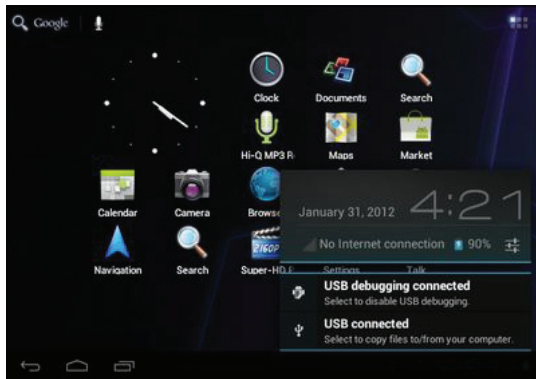 Google
Clock Documents Search
Hi-Q MP3 R Maps Market
Calendar Camera Browse
January 31, 2012 4:21
No Internet connection 90%
Navigation Search Super-HD Settings Talk
2160P
USB debugging connected
Select to disable USB debugging.
USB connected
Select to copy files to/from your computer.